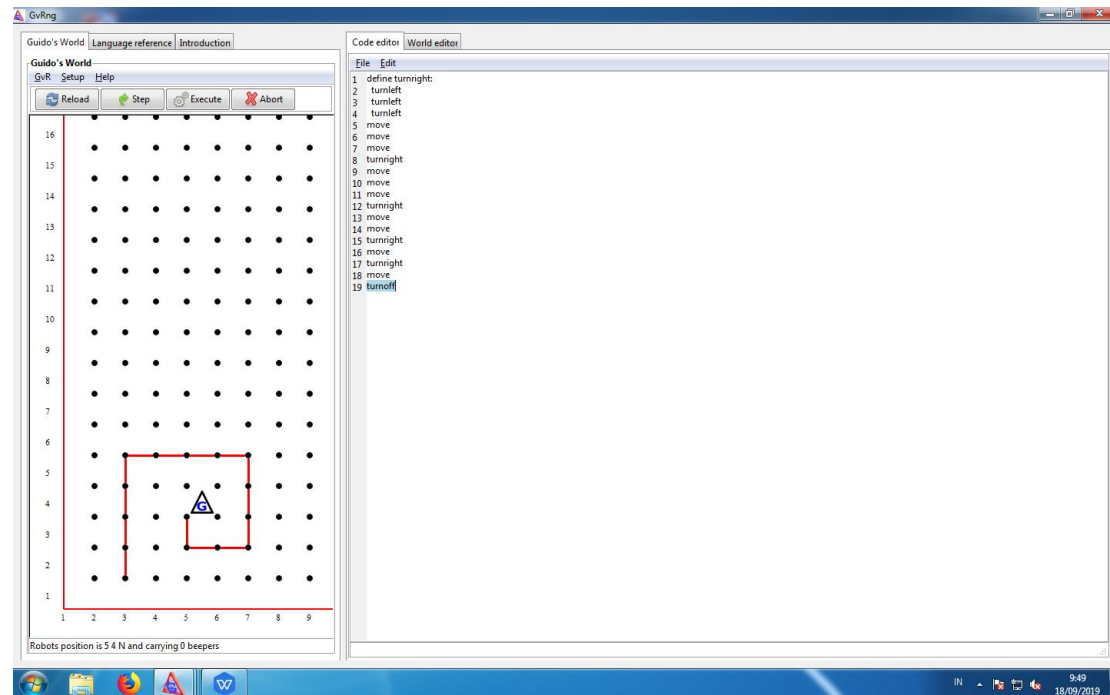 GvRng
Guido's World Language reference Introduction
Guido's World
GvR Setup Help
Reload Step Execute Abort
16
15
14
13
12
11
10
9
8
7
6
5
4
G
3
2
1
1 2 3 4 5 6 7 8 9
Robots position is 5 4 N and carrying 0 beepers
Code editor World editor
File Edit
1 define turnright:
2 turnleft
3 turnleft
4 turnleft
5 move
6 move
7 move
8 turnright
9 move
10 move
11 move
12 turnright
13 move
14 move
15 turnright
16 move
17 turnright
18 move
19 turnoff
IN 9:49
18/09/2019